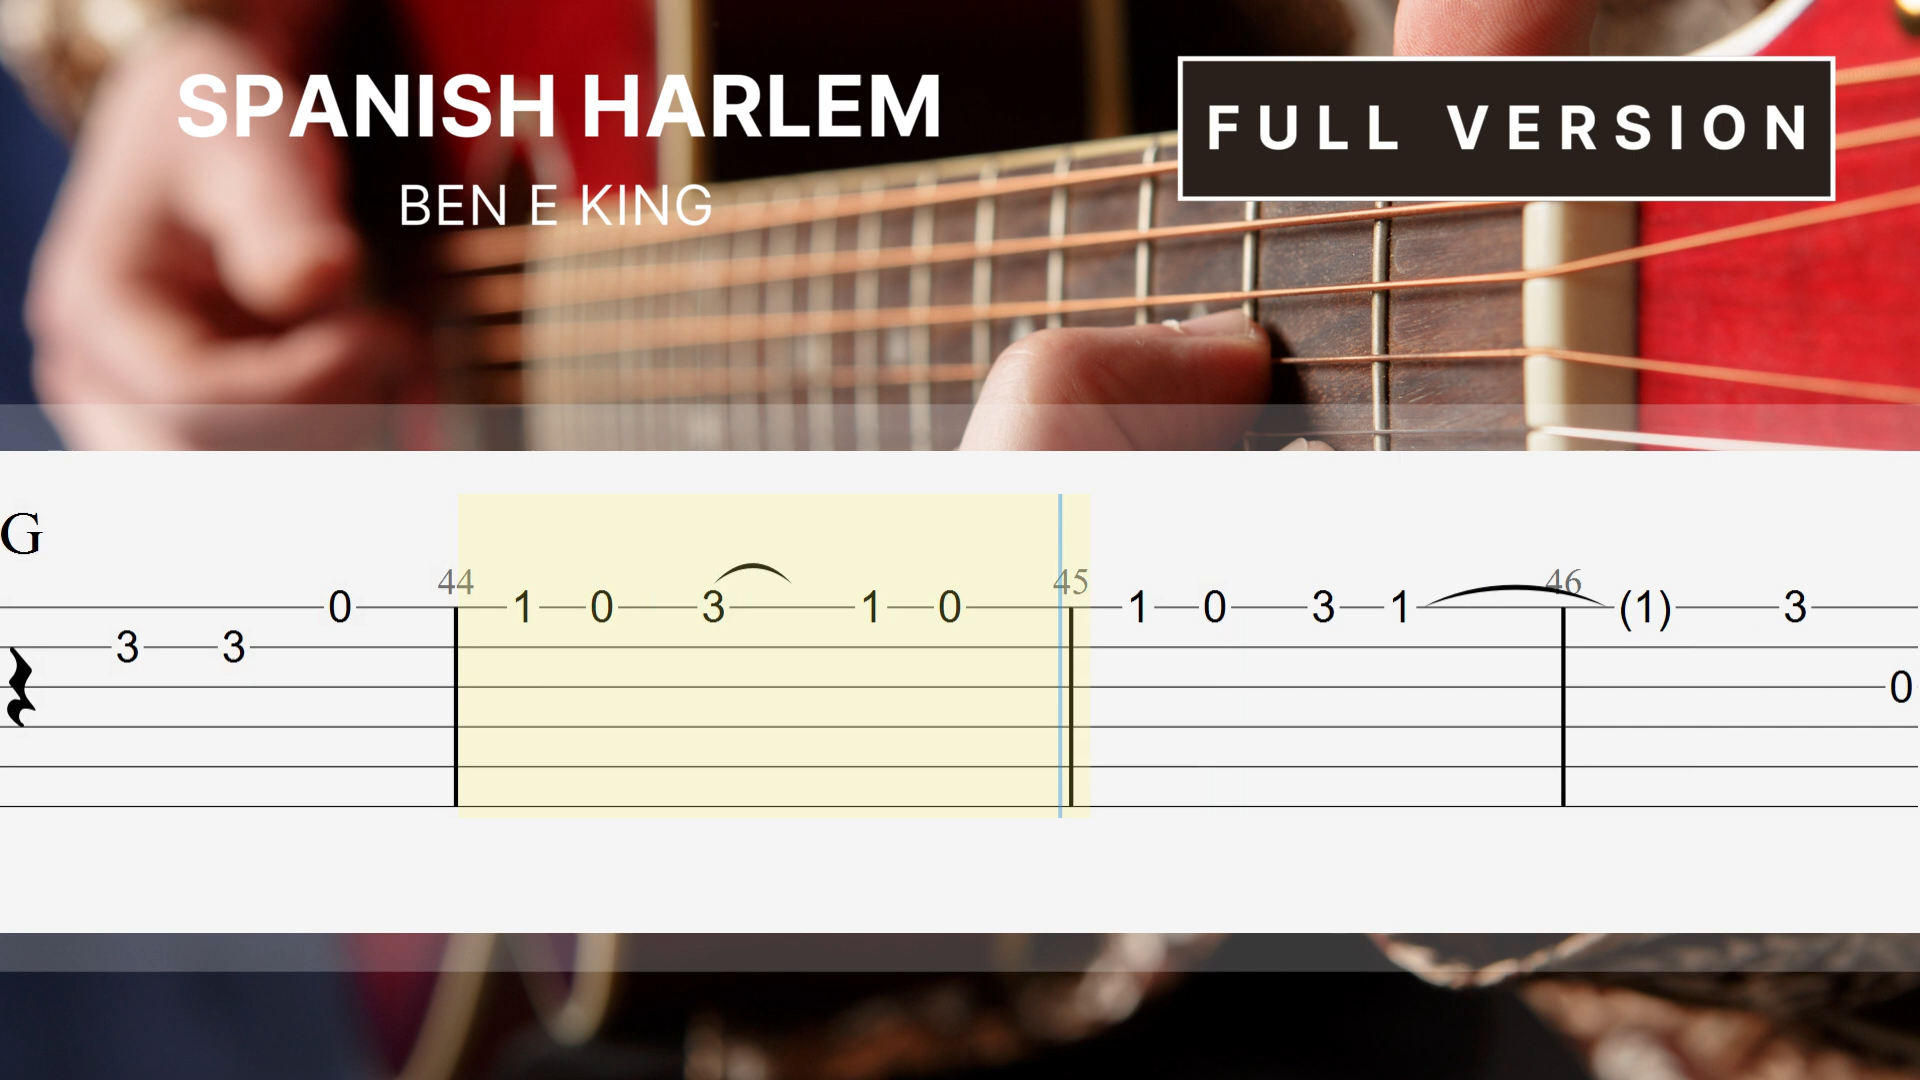 SPANISH HARLEM
BEN E KING
FULL VERSION
G
44 45 46
0 1 0 3 1 0 1 0 3 1 (1) 3
3 3
0